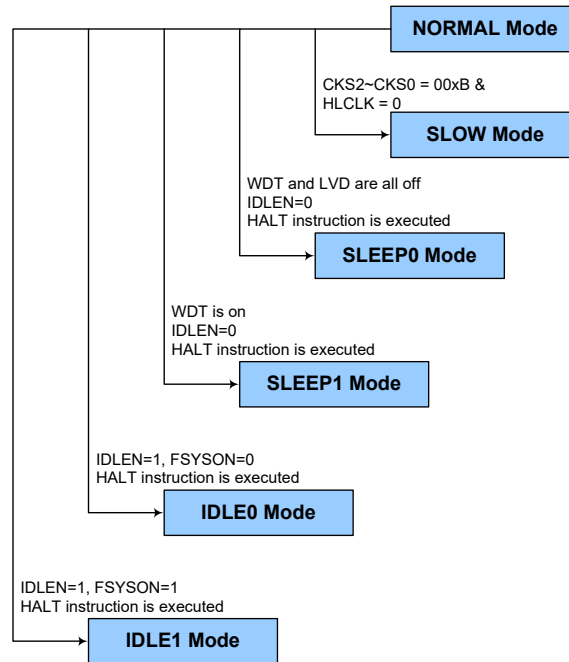 NORMAL Mode
CKS2~CKS0 = 00xB &
HLCLK = 0
SLOW Mode
WDT and LVD are all off
IDLEN=0
HALT instruction is executed
SLEEP0 Mode
WDT is on
IDLEN=0
HALT instruction is executed
SLEEP1 Mode
IDLEN=1, FSYSON=0
HALT instruction is executed
IDLE0 Mode
IDLEN=1, FSYSON=1
HALT instruction is executed
IDLE1 Mode